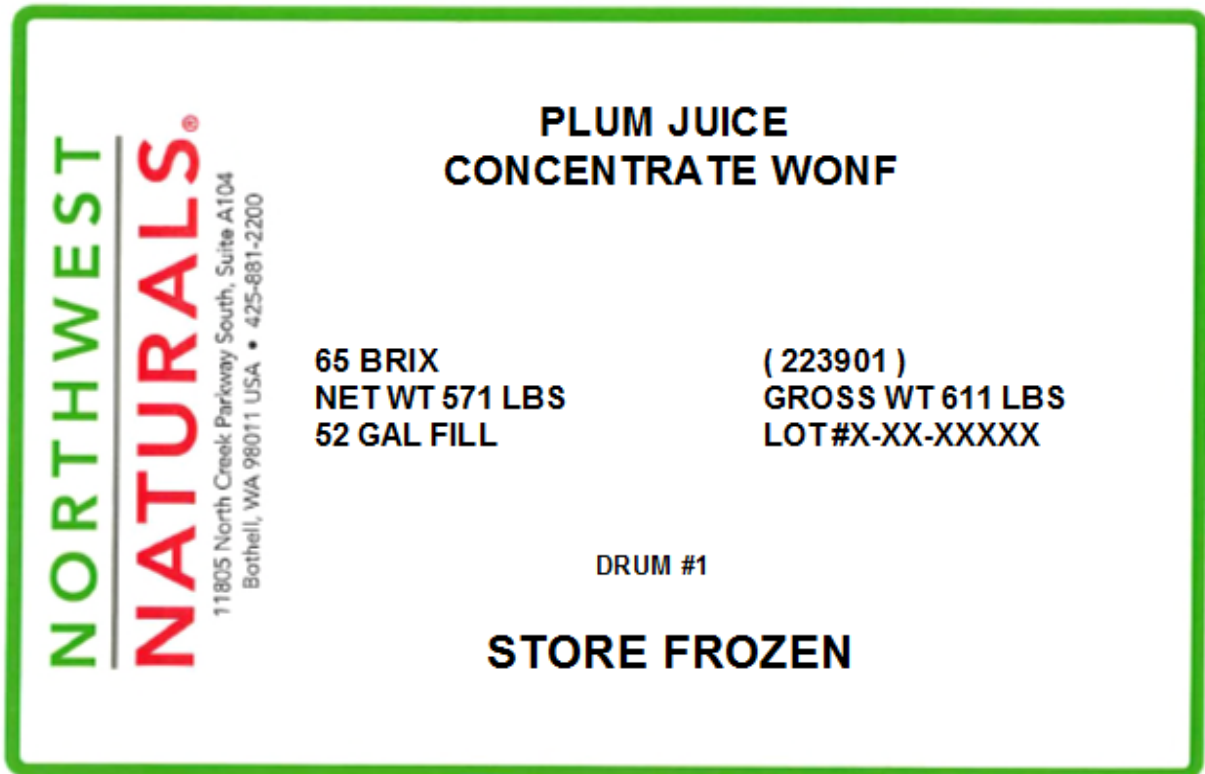 NORTHWEST
NATURALS®
11805 North Creek Parkway South, Suite A104
Bothell, WA 98011 USA • 425-881-2200
PLUM JUICE
CONCENTRATE WONF
65 BRIX
NET WT 571 LBS
52 GAL FILL
( 223901 )
GROSS WT 611 LBS
LOT#X-XX-XXXXX
DRUM #1
STORE FROZEN